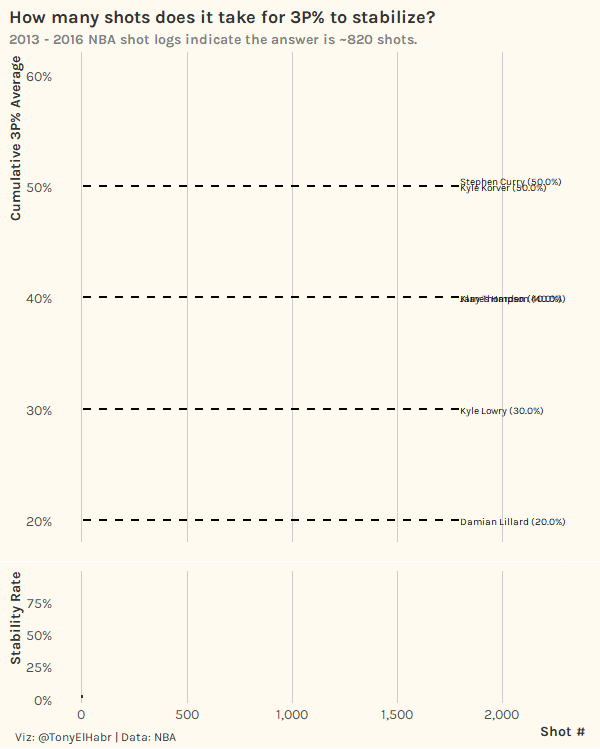 How many shots does it take for 3P% to stabilize?
2013 - 2016 NBA shot logs indicate the answer is ~820 shots.
Cumulative 3P% Average
60%
50%
40%
30%
20%
Stephen Curry (50.0%)
Kyle Korver (50.0%)
Kyle Lowry (30.0%)
Damian Lillard (20.0%)
Stability Rate
75%
50%
25%
0%
0
500
1,000
1,500
2,000
Shot #
Viz: @TonyElHabr | Data: NBA